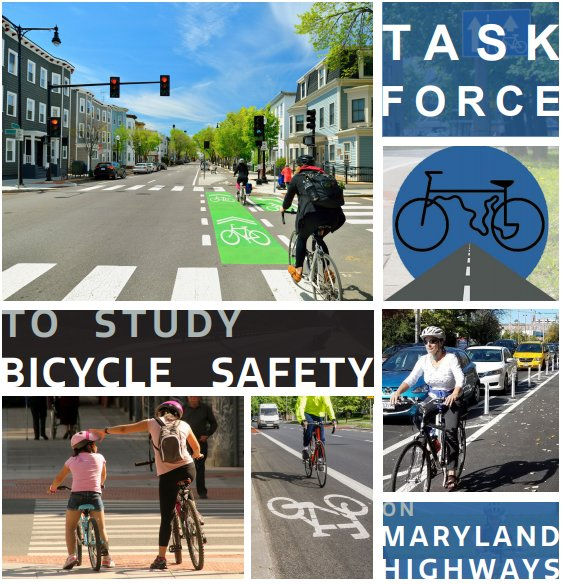 TASK
FORCE
TO STUDY
BICYCLE SAFETY
ON
MARYLAND
HIGHWAYS